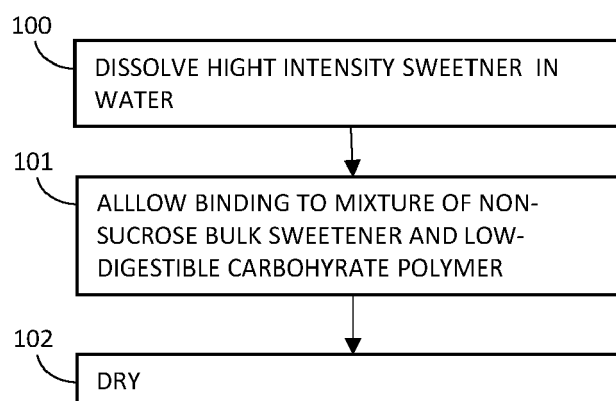 100
DISSOLVE HIGHT INTENSITY SWEETNER IN
WATER
101
ALLLOW BINDING TO MIXTURE OF NON-
SUCROSE BULK SWEETENER AND LOW-
DIGESTIBLE CARBOHYRATE POLYMER
102
DRY